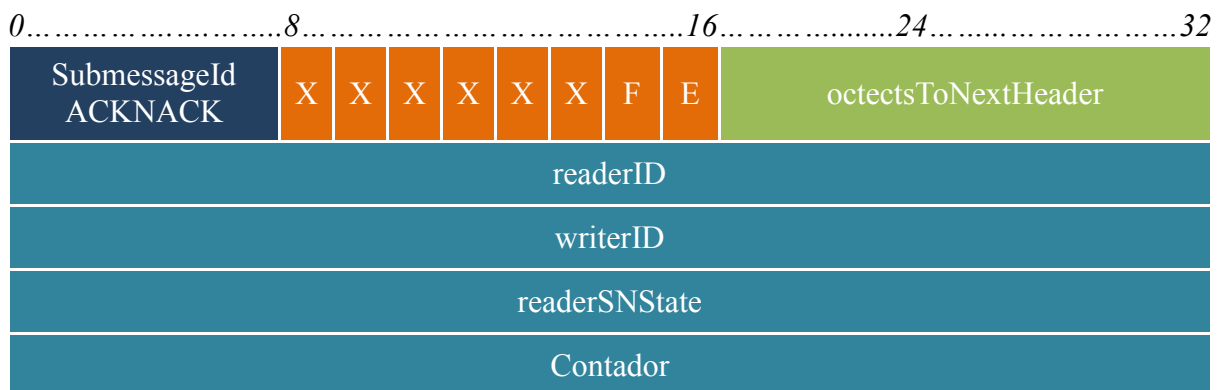 0……………………..8…………………………………..16………….........24…......…………………32
SubmessageId
ACKNACK
X X X X X X F E
octectsToNextHeader
readerID
writerID
readerSNState
Contador